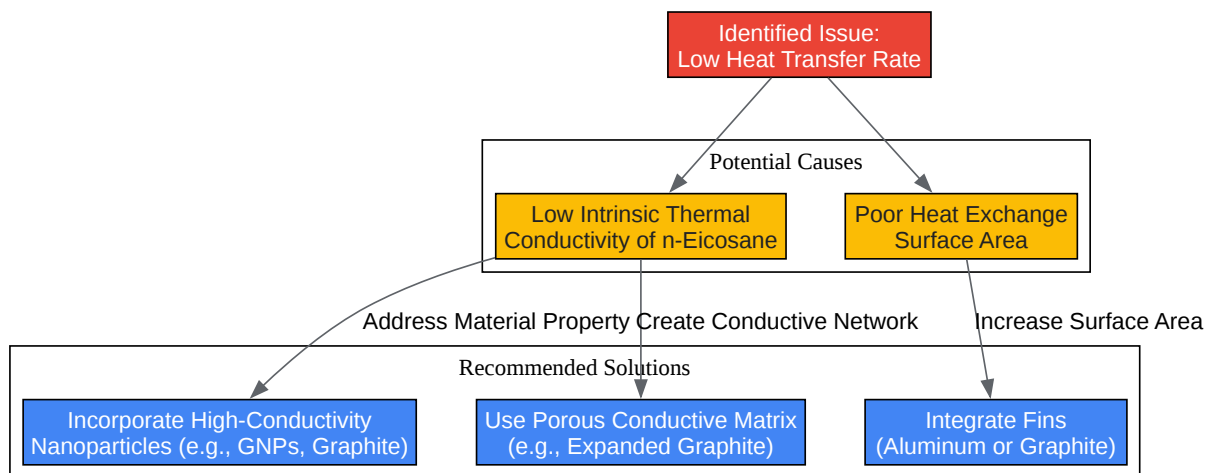 Identified Issue:
Low Heat Transfer Rate
Potential Causes
Low Intrinsic Thermal
Conductivity of n-Eicosane
Poor Heat Exchange
Surface Area
Address Material Property
Create Conductive Network
Increase Surface Area
Recommended Solutions
Incorporate High-Conductivity
Nanoparticles (e.g., GNPs, Graphite)
Use Porous Conductive Matrix
(e.g., Expanded Graphite)
Integrate Fins
(Aluminum or Graphite)